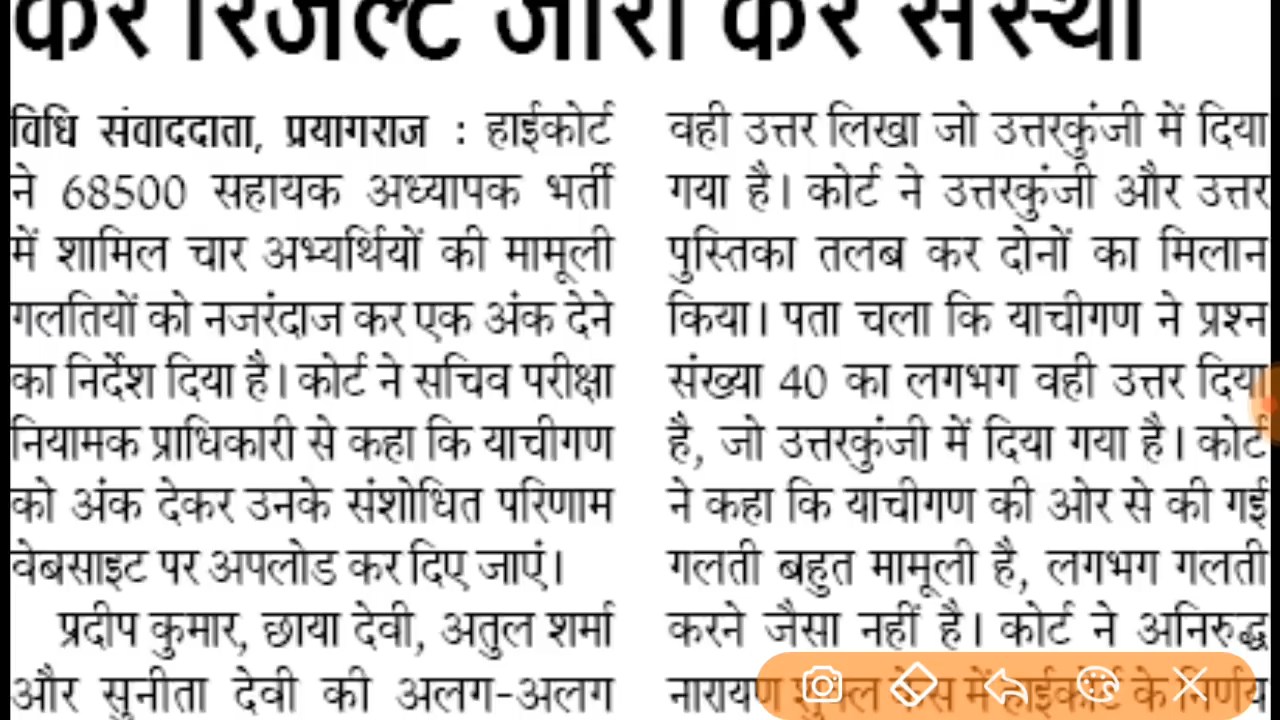 कर रिजल्ट जारी करे संस्था
विधि संवाददाता, प्रयागराज : हाईकोर्ट
ने 68500 सहायक अध्यापक भर्ती
में शामिल चार अभ्यर्थियों की मामूली
गलतियों को नजरंदाज कर एक अंक देने
का निर्देश दिया है। कोर्ट ने सचिव परीक्षा
नियामक प्राधिकारी से कहा कि याचीगण
को अंक देकर उनके संशोधित परिणाम
वेबसाइट पर अपलोड कर दिए जाएं।
प्रदीप कुमार, छाया देवी, अतुल शर्मा
और सुनीता देवी की अलग-अलग
वही उत्तर लिखा जो उत्तरकुंजी में दिया
गया है। कोर्ट ने उत्तरकुंजी और उत्तर
पुस्तिका तलब कर दोनों का मिलान
किया। पता चला कि याचीगण ने प्रश्न
संख्या 40 का लगभग वही उत्तर दिया
है, जो उत्तरकुंजी में दिया गया है। कोर्ट
ने कहा कि याचीगण की ओर से की गई
गलती बहुत मामूली है, लगभग गलती
करने जैसा नहीं है। कोर्ट ने अनिरुद्ध
नारायण शुक्ल केस में हाईकोर्ट के निर्णय